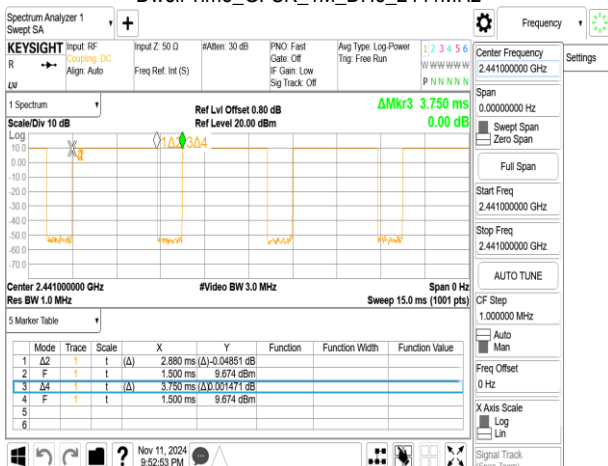 Spectrum Analyzer 1
Swept SA
Frequency
KEYSIGHT
R
Input: RF
Coupling: DC
Align: Auto
Input Z: 50 Ω
Freq Ref: Int (S)
#Atten: 30 dB
PNO: Fast
Gate: Off
IF Gain: Low
Sig Track: Off
Avg Type: Log-Power
Trig: Free Run
1 2 3 4 5 6
W W W W W W
P N N N N N
Center Frequency
2.441000000 GHz
Settings
Span
0.00000000 Hz
Swept Span
Zero Span
Full Span
Start Freq
2.441000000 GHz
Stop Freq
2.441000000 GHz
AUTO TUNE
CF Step
1.000000 MHz
Auto
Man
Freq Offset
0 Hz
X Axis Scale
Log
Lin
Signal Track
(Span Zoom)
1 Spectrum
Scale/Div 10 dB
Ref Lvl Offset 0.80 dB
Ref Level 20.00 dBm
ΔMkr3 3.750 ms
0.00 dB
Log
10.0
0.00
-10.0
-20.0
-30.0
-40.0
-50.0
-60.0
-70.0
1Δ2
3Δ4
Center 2.441000000 GHz
Res BW 1.0 MHz
#Video BW 3.0 MHz
Span 0 Hz
Sweep 15.0 ms (1001 pts)
5 Marker Table
Mode Trace Scale X Y Function Function Width Function Value
1 Δ2 1 t (Δ) 2.880 ms (Δ) -0.04851 dB
2 F 1 t 1.500 ms 9.674 dBm
3 Δ4 1 t (Δ) 3.750 ms (Δ) 0.001471 dB
4 F 1 t 1.500 ms 9.674 dBm
5
6
Nov 11, 2024
9:52:53 PM